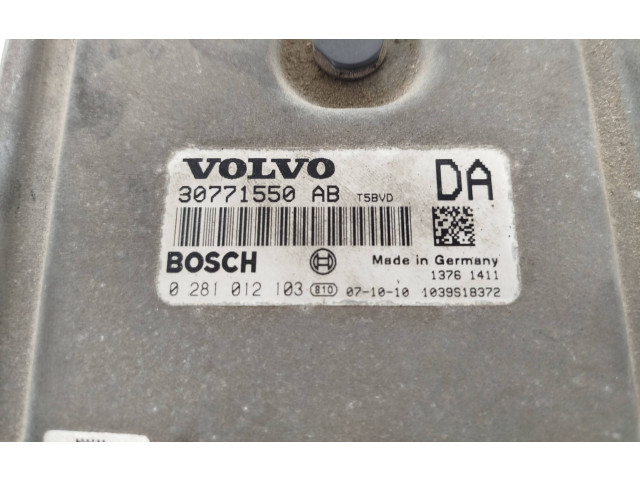 VOLVO
30771550 AB T5BVD
DA
BOSCH
Made in Germany
1376 1411
0 281 012 103 B10 07-10-10 1039S18372